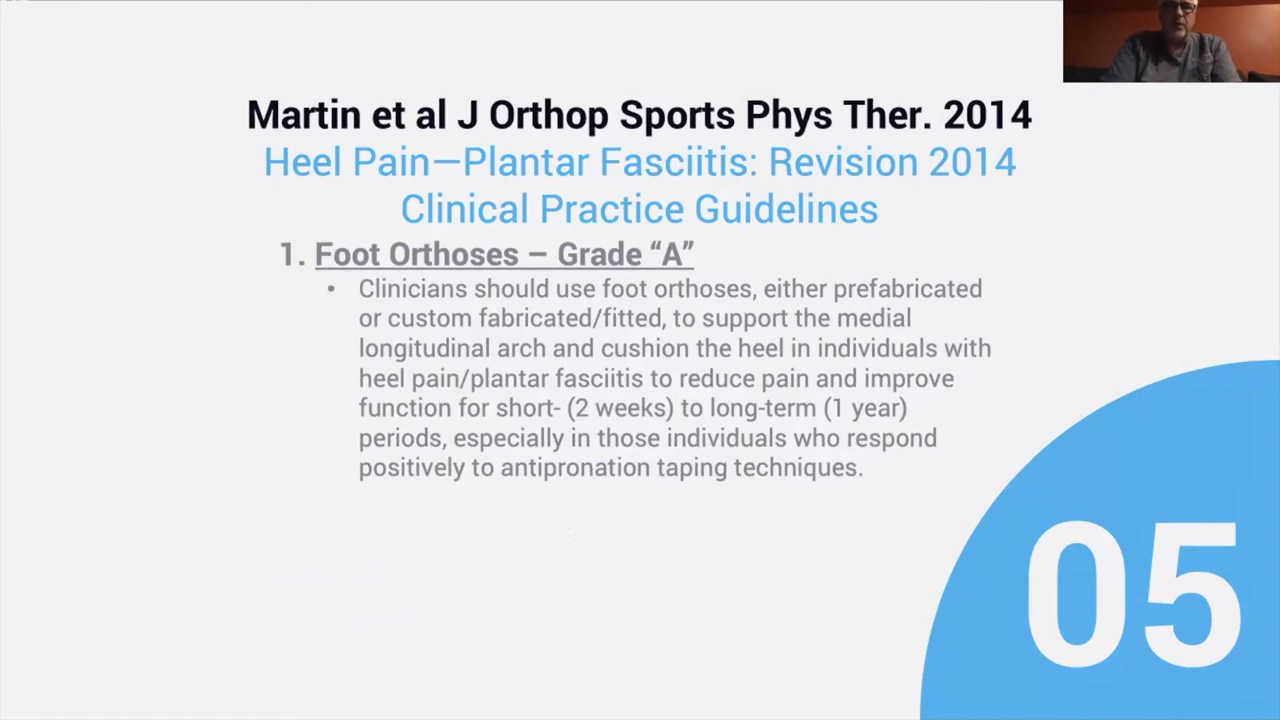 Martin et al J Orthop Sports Phys Ther. 2014
Heel Pain—Plantar Fasciitis: Revision 2014
Clinical Practice Guidelines
1. Foot Orthoses – Grade “A”
• Clinicians should use foot orthoses, either prefabricated
or custom fabricated/fitted, to support the medial
longitudinal arch and cushion the heel in individuals with
heel pain/plantar fasciitis to reduce pain and improve
function for short- (2 weeks) to long-term (1 year)
periods, especially in those individuals who respond
positively to antipronation taping techniques.
05